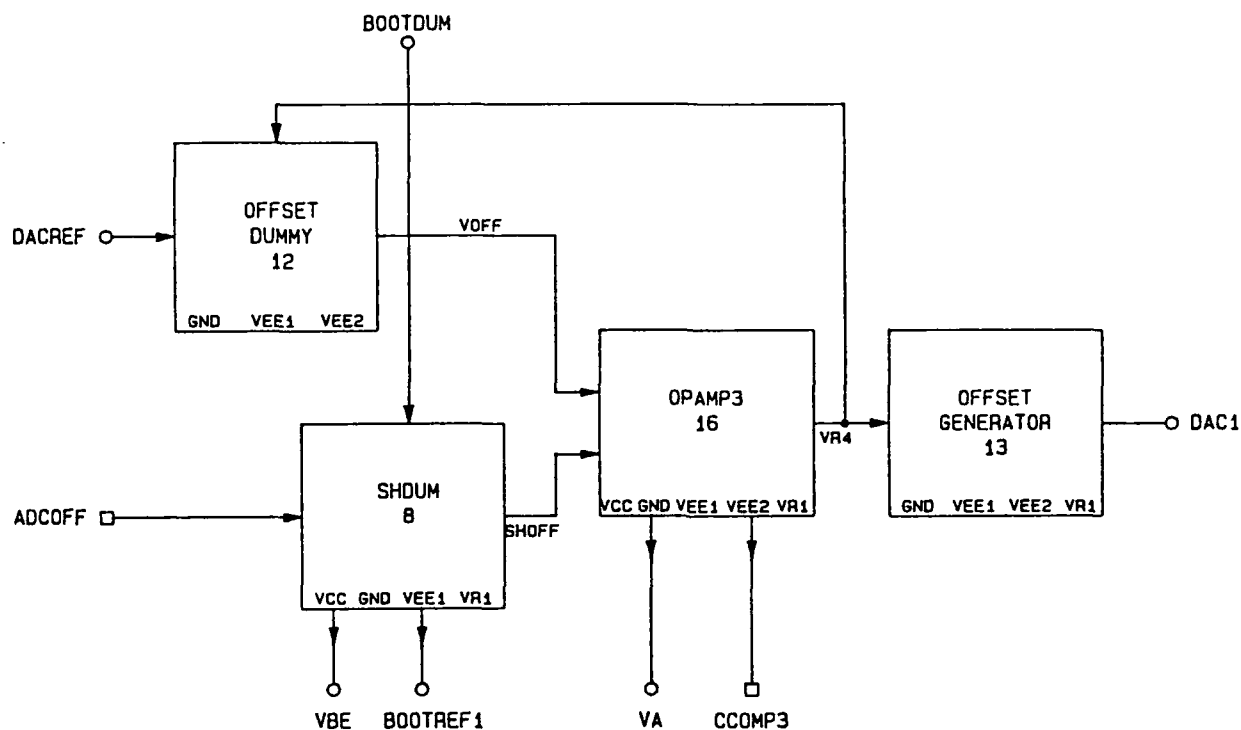 BOOTDUM
DACREF
OFFSET
DUMMY
12
GND VEE1 VEE2
VOFF
OPAMP3
16
VCC GND VEE1 VEE2 VR1
VR4
OFFSET
GENERATOR
13
GND VEE1 VEE2 VR1
DAC1
ADCOFF
SHDUM
8
VCC GND VEE1 VR1
SHOFF
VBE
BOOTREF1
VA
CCOMP3